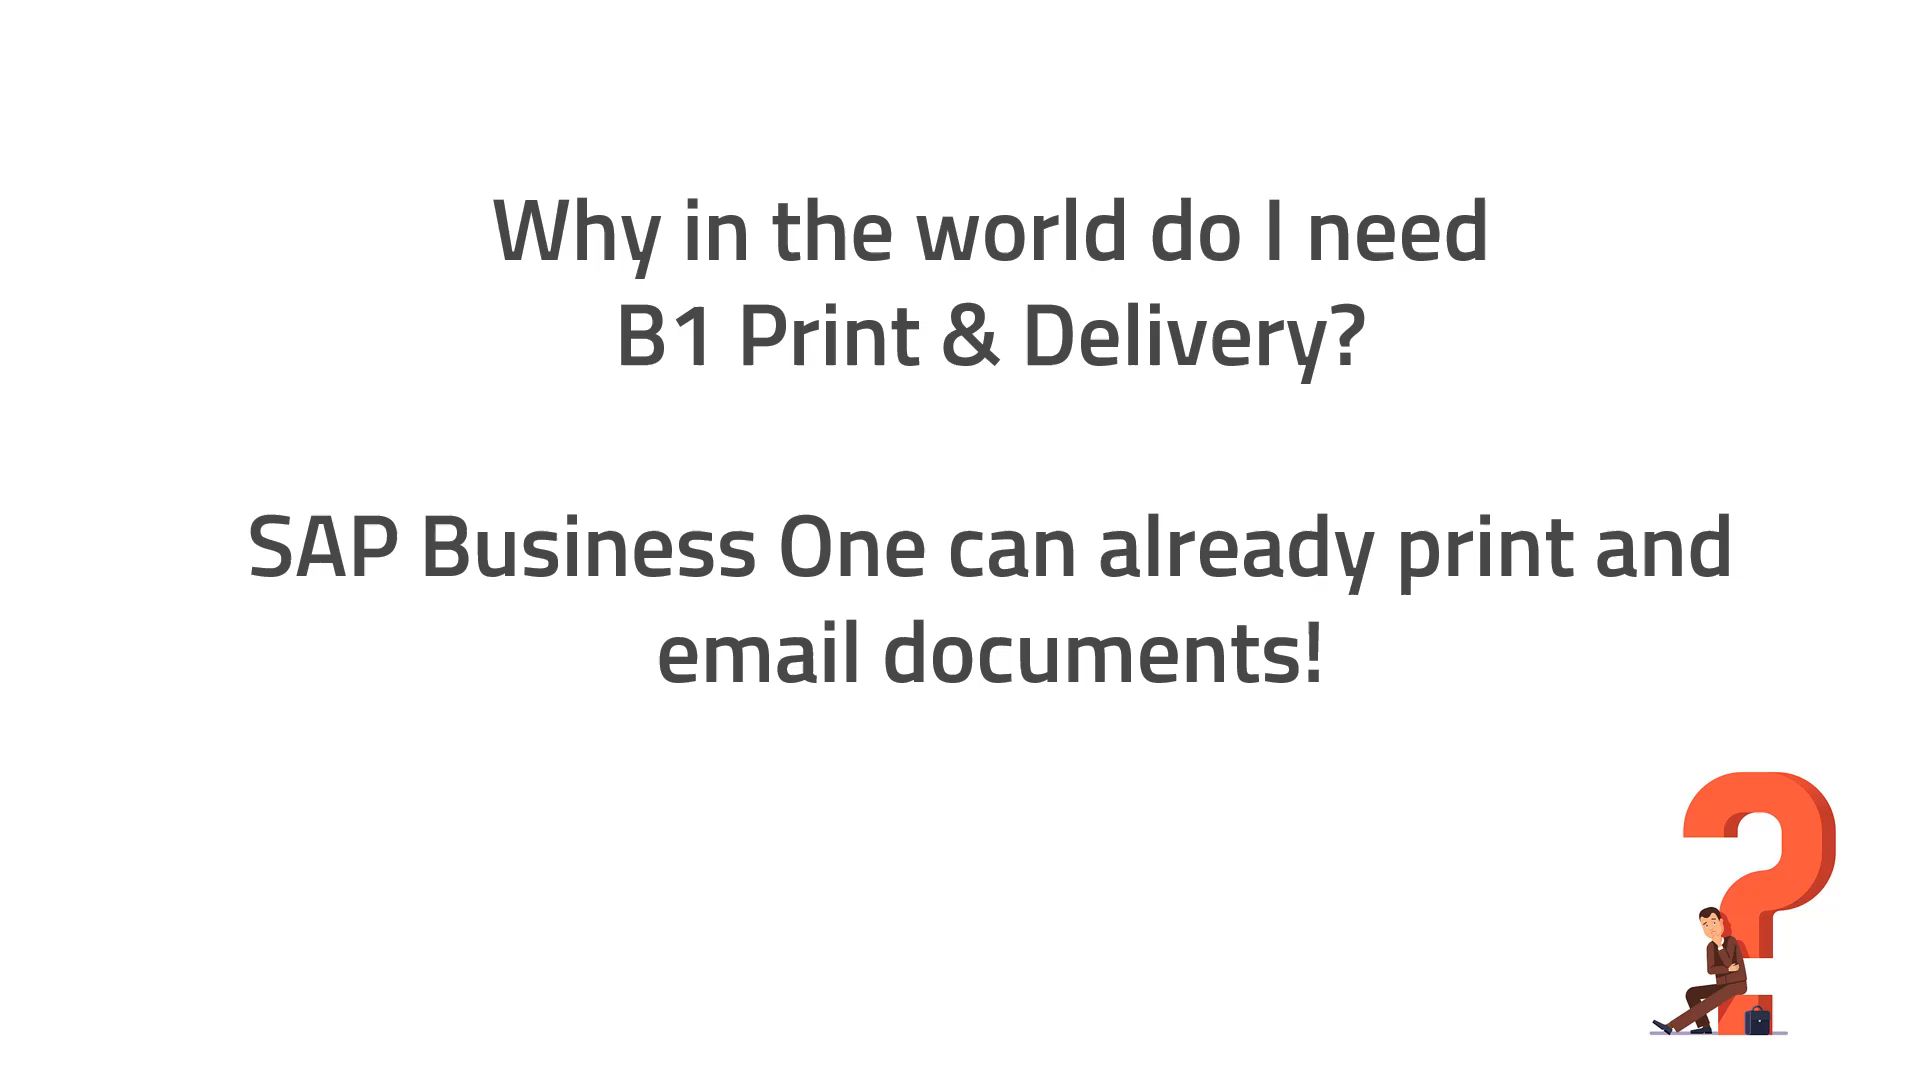 Why in the world do I need
B1 Print & Delivery?
SAP Business One can already print and
email documents!